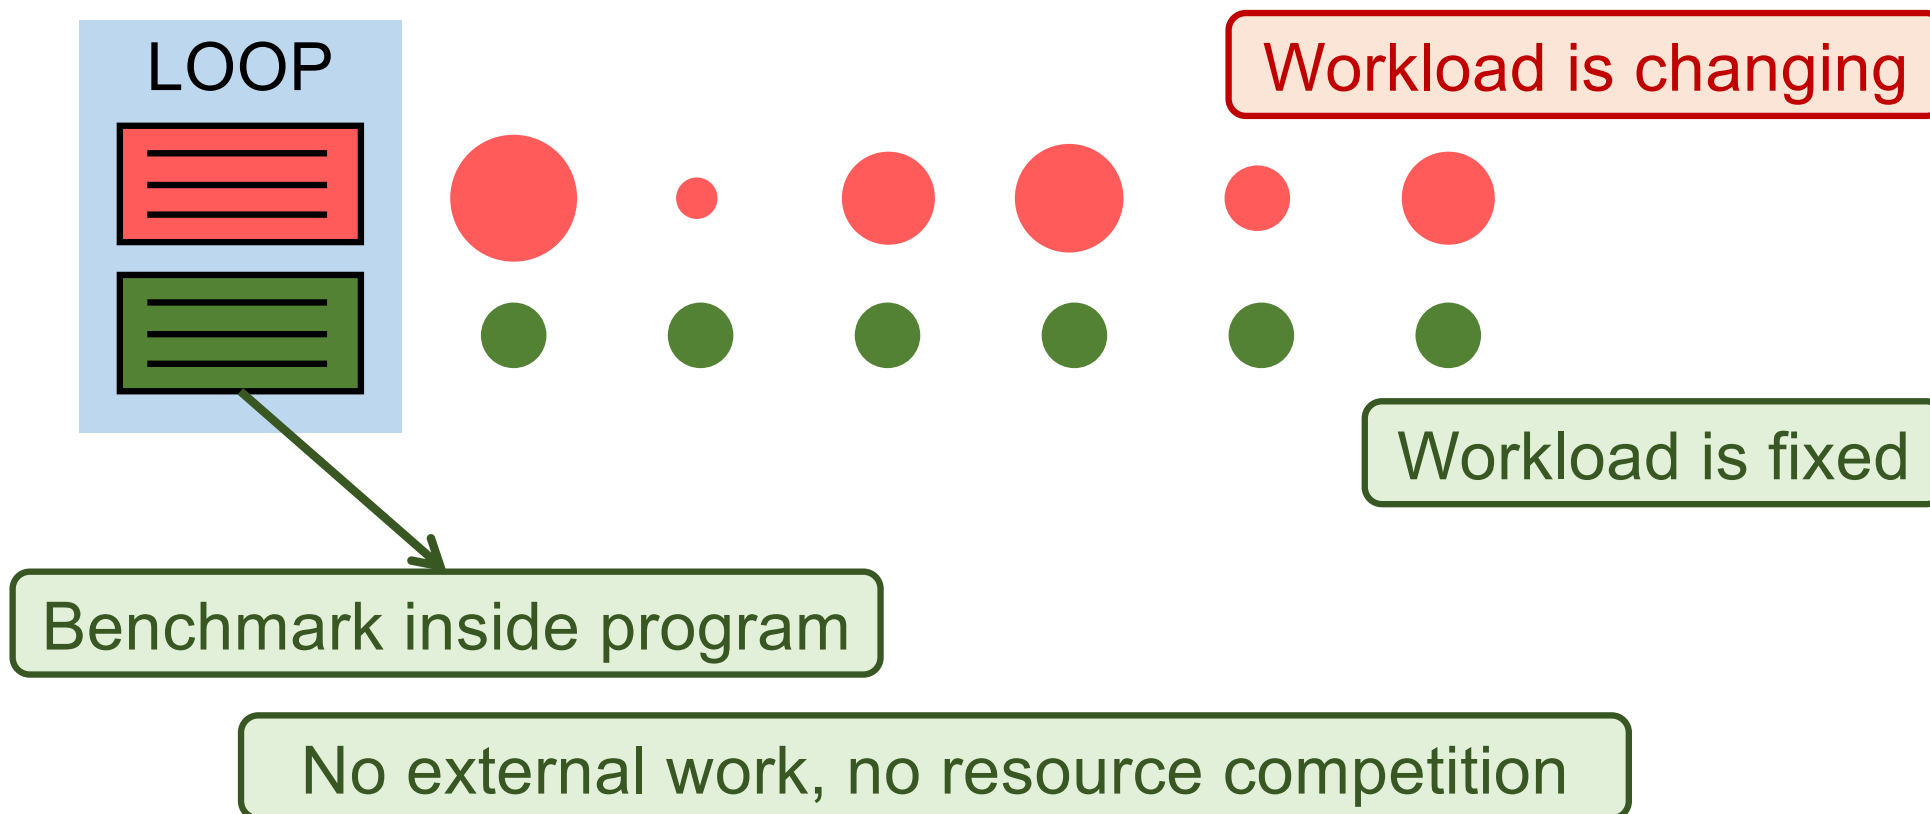 LOOP
Workload is changing
Workload is fixed
Benchmark inside program
No external work, no resource competition